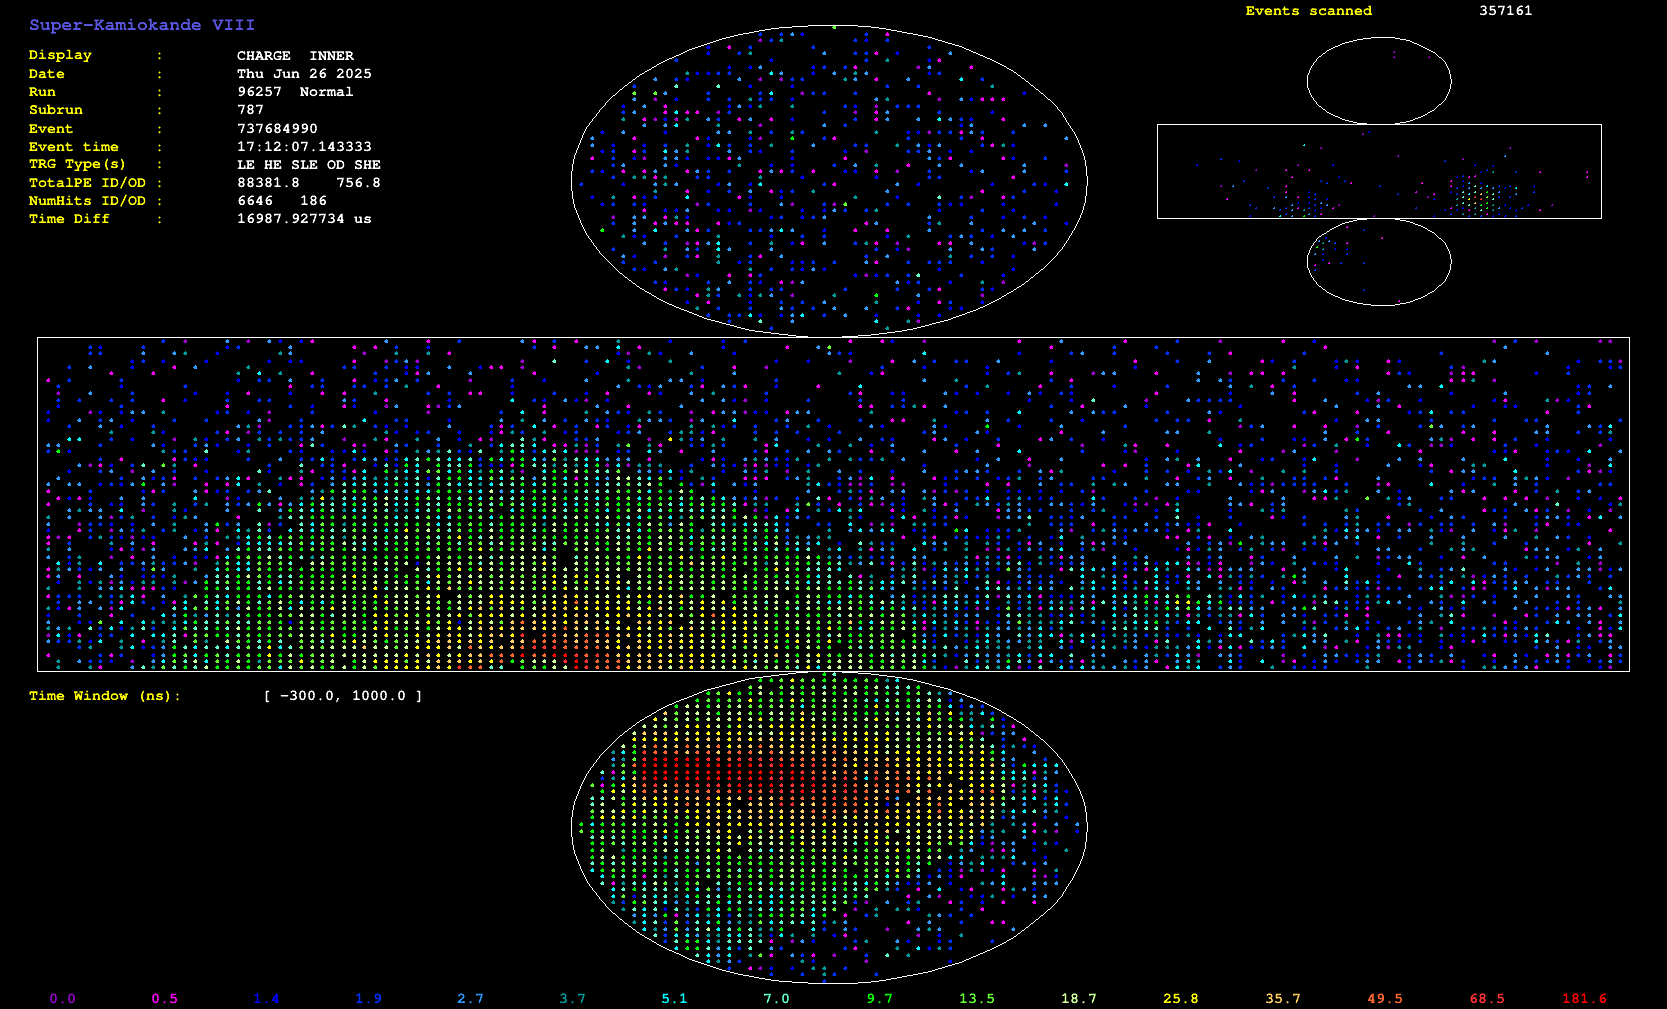 Super-Kamiokande VIII
Events scanned 357161
Display : CHARGE INNER
Date : Thu Jun 26 2025
Run : 96257 Normal
Subrun : 787
Event : 737684990
Event time : 17:12:07.143333
TRG Type(s) : LE HE SLE OD SHE
TotalPE ID/OD : 88381.8 756.8
NumHits ID/OD : 6646 186
Time Diff : 16987.927734 us
Time Window (ns): [ -300.0, 1000.0 ]
0.0 0.5 1.4 1.9 2.7 3.7 5.1 7.0 9.7 13.5 18.7 25.8 35.7 49.5 68.5 181.6